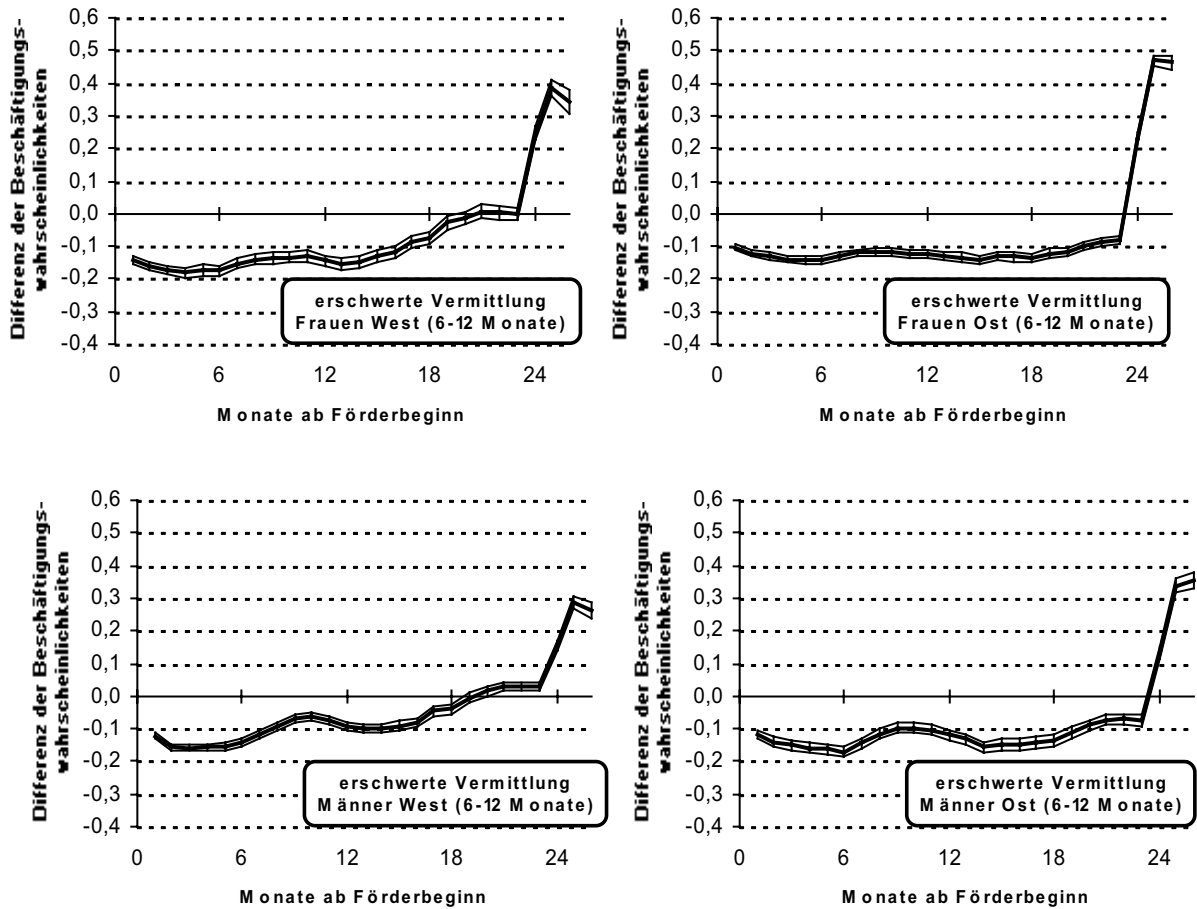 Differenz der Beschäftigungs-
wahrscheinlichkeiten
0,6
0,5
0,4
0,3
0,2
0,1
0,0
-0,1
-0,2
-0,3
-0,4
erschwerte Vermittlung
Frauen West (6-12 Monate)
0 6 12 18 24
Monate ab Förderbeginn
Differenz der Beschäftigungs-
wahrscheinlichkeiten
0,6
0,5
0,4
0,3
0,2
0,1
0,0
-0,1
-0,2
-0,3
-0,4
erschwerte Vermittlung
Frauen Ost (6-12 Monate)
0 6 12 18 24
Monate ab Förderbeginn
Differenz der Beschäftigungs-
wahrscheinlichkeiten
0,6
0,5
0,4
0,3
0,2
0,1
0,0
-0,1
-0,2
-0,3
-0,4
erschwerte Vermittlung
Männer West (6-12 Monate)
0 6 12 18 24
Monate ab Förderbeginn
Differenz der Beschäftigungs-
wahrscheinlichkeiten
0,6
0,5
0,4
0,3
0,2
0,1
0,0
-0,1
-0,2
-0,3
-0,4
erschwerte Vermittlung
Männer Ost (6-12 Monate)
0 6 12 18 24
Monate ab Förderbeginn